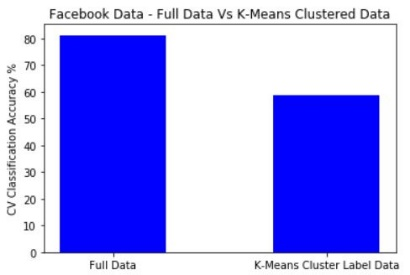 Facebook Data - Full Data Vs K-Means Clustered Data
CV Classification Accuracy %
80
70
60
50
40
30
20
10
0
Full Data
K-Means Cluster Label Data